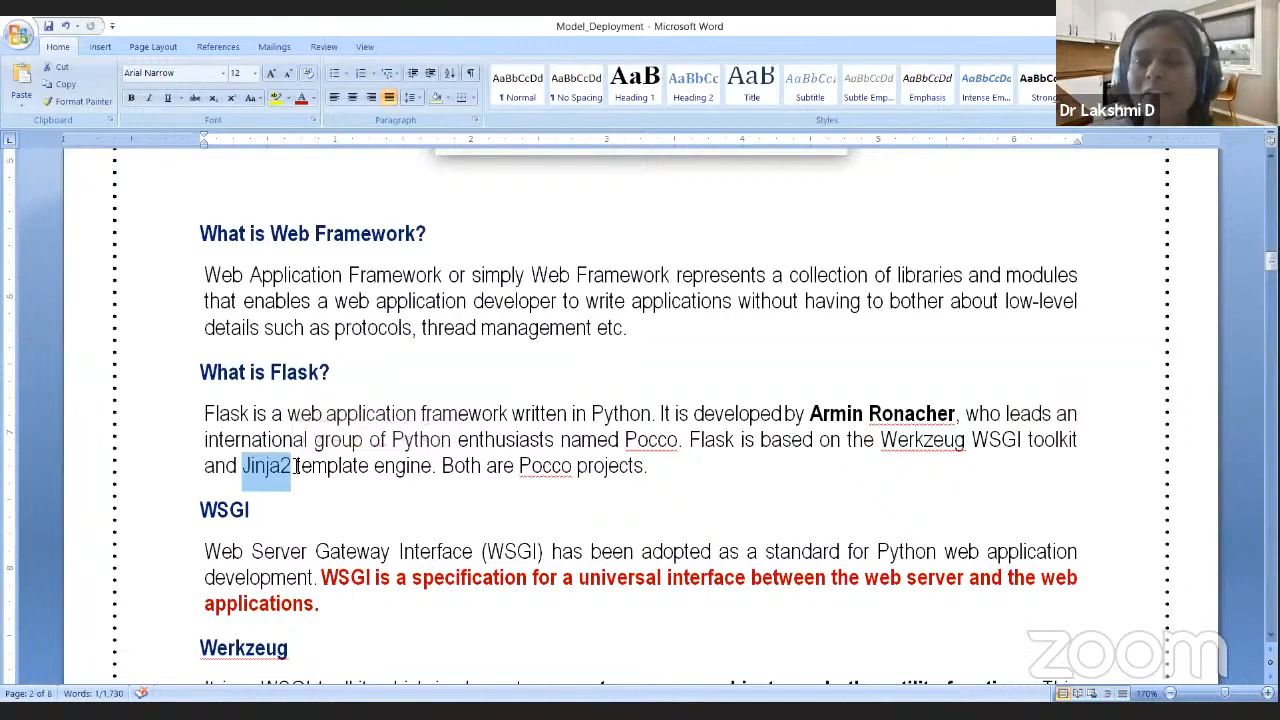 Model_Deployment - Microsoft Word
Home Insert Page Layout References Mailings Review View
Cut
Copy
Format Painter
Paste
Clipboard
Arial Narrow 12
Font
Paragraph
AaBbCcDd AaBbCcDd AaB AaBbCc AaB AaBbCcI AaBbCcDd AaBbCcDd AaBbCcDd AaBbCcD
¶ Normal ¶ No Spacing Heading 1 Heading 2 Title Subtitle Subtle Emp... Emphasis Intense Em... Strong
Styles
Dr Lakshmi D
What is Web Framework?
Web Application Framework or simply Web Framework represents a collection of libraries and modules
that enables a web application developer to write applications without having to bother about low-level
details such as protocols, thread management etc.
What is Flask?
Flask is a web application framework written in Python. It is developed by Armin Ronacher, who leads an
international group of Python enthusiasts named Pocco. Flask is based on the Werkzeug WSGI toolkit
and Jinja2 template engine. Both are Pocco projects.
WSGI
Web Server Gateway Interface (WSGI) has been adopted as a standard for Python web application
development. WSGI is a specification for a universal interface between the web server and the web
applications.
Werkzeug
zoom
Page: 2 of 8 Words: 1/1,730 170%